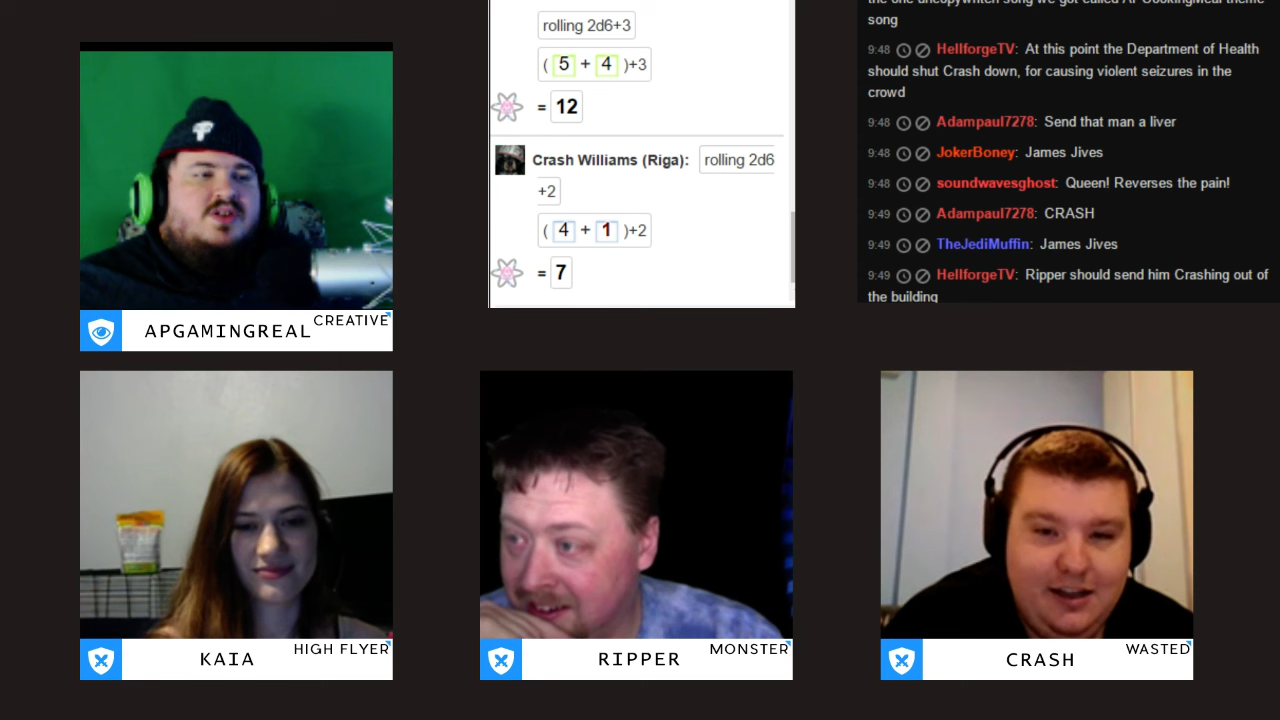 rolling 2d6+3
( 5 + 4 )+3
= 12
Crash Williams (Riga): rolling 2d6
+2
( 4 + 1 )+2
= 7
song
9:48 HellforgeTV: At this point the Department of Health
should shut Crash down, for causing violent seizures in the
crowd
9:48 Adampaul7278: Send that man a liver
9:48 JokerBoney: James Jives
9:48 soundwavesghost: Queen! Reverses the pain!
9:49 Adampaul7278: CRASH
9:49 TheJediMuffin: James Jives
9:49 HellforgeTV: Ripper should send him Crashing out of
the building
APGAMINGREAL CREATIVE
KAIA HIGH FLYER
RIPPER MONSTER
CRASH WASTED